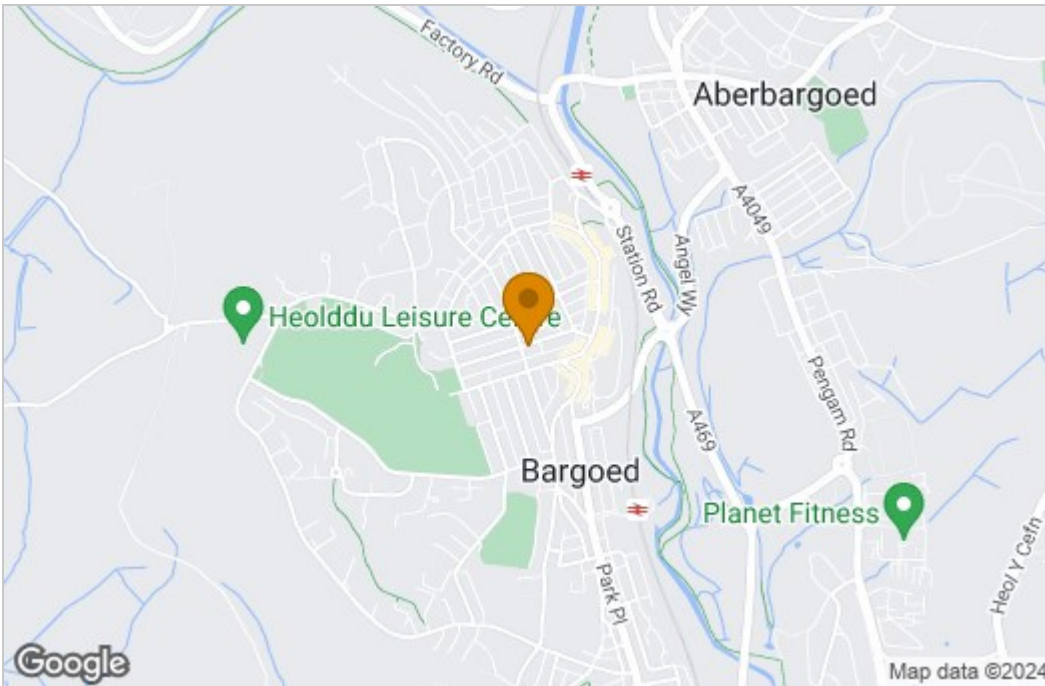 Factory Rd
Aberbargoed
A4049
Station Rd
Angel Wy
Heolddu Leisure Centre
Pengam Rd
A469
Bargoed
Planet Fitness
Heol Y Cefn
Park Pl
Google
Map data ©2024